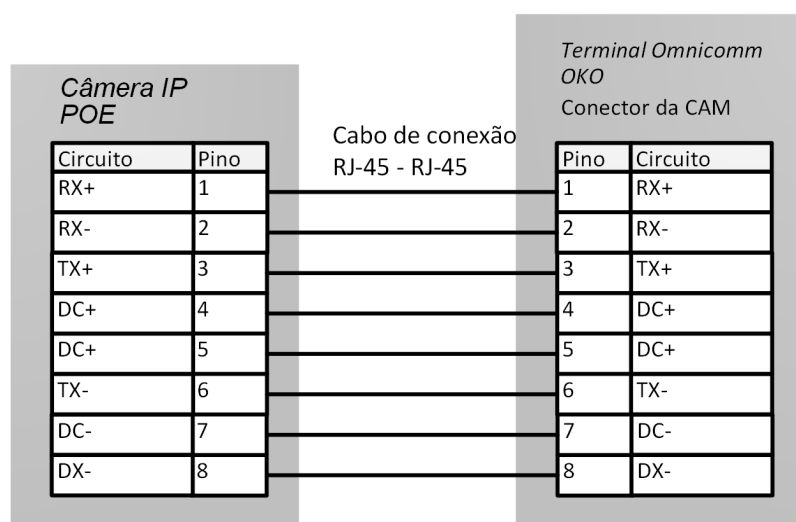 Câmera IP
POE
Circuito Pino
RX+ 1
RX- 2
TX+ 3
DC+ 4
DC+ 5
TX- 6
DC- 7
DX- 8
Cabo de conexão
RJ-45 - RJ-45
Terminal Omnicomm
OKO
Conector da CAM
Pino Circuito
1 RX+
2 RX-
3 TX+
4 DC+
5 DC+
6 TX-
7 DC-
8 DX-